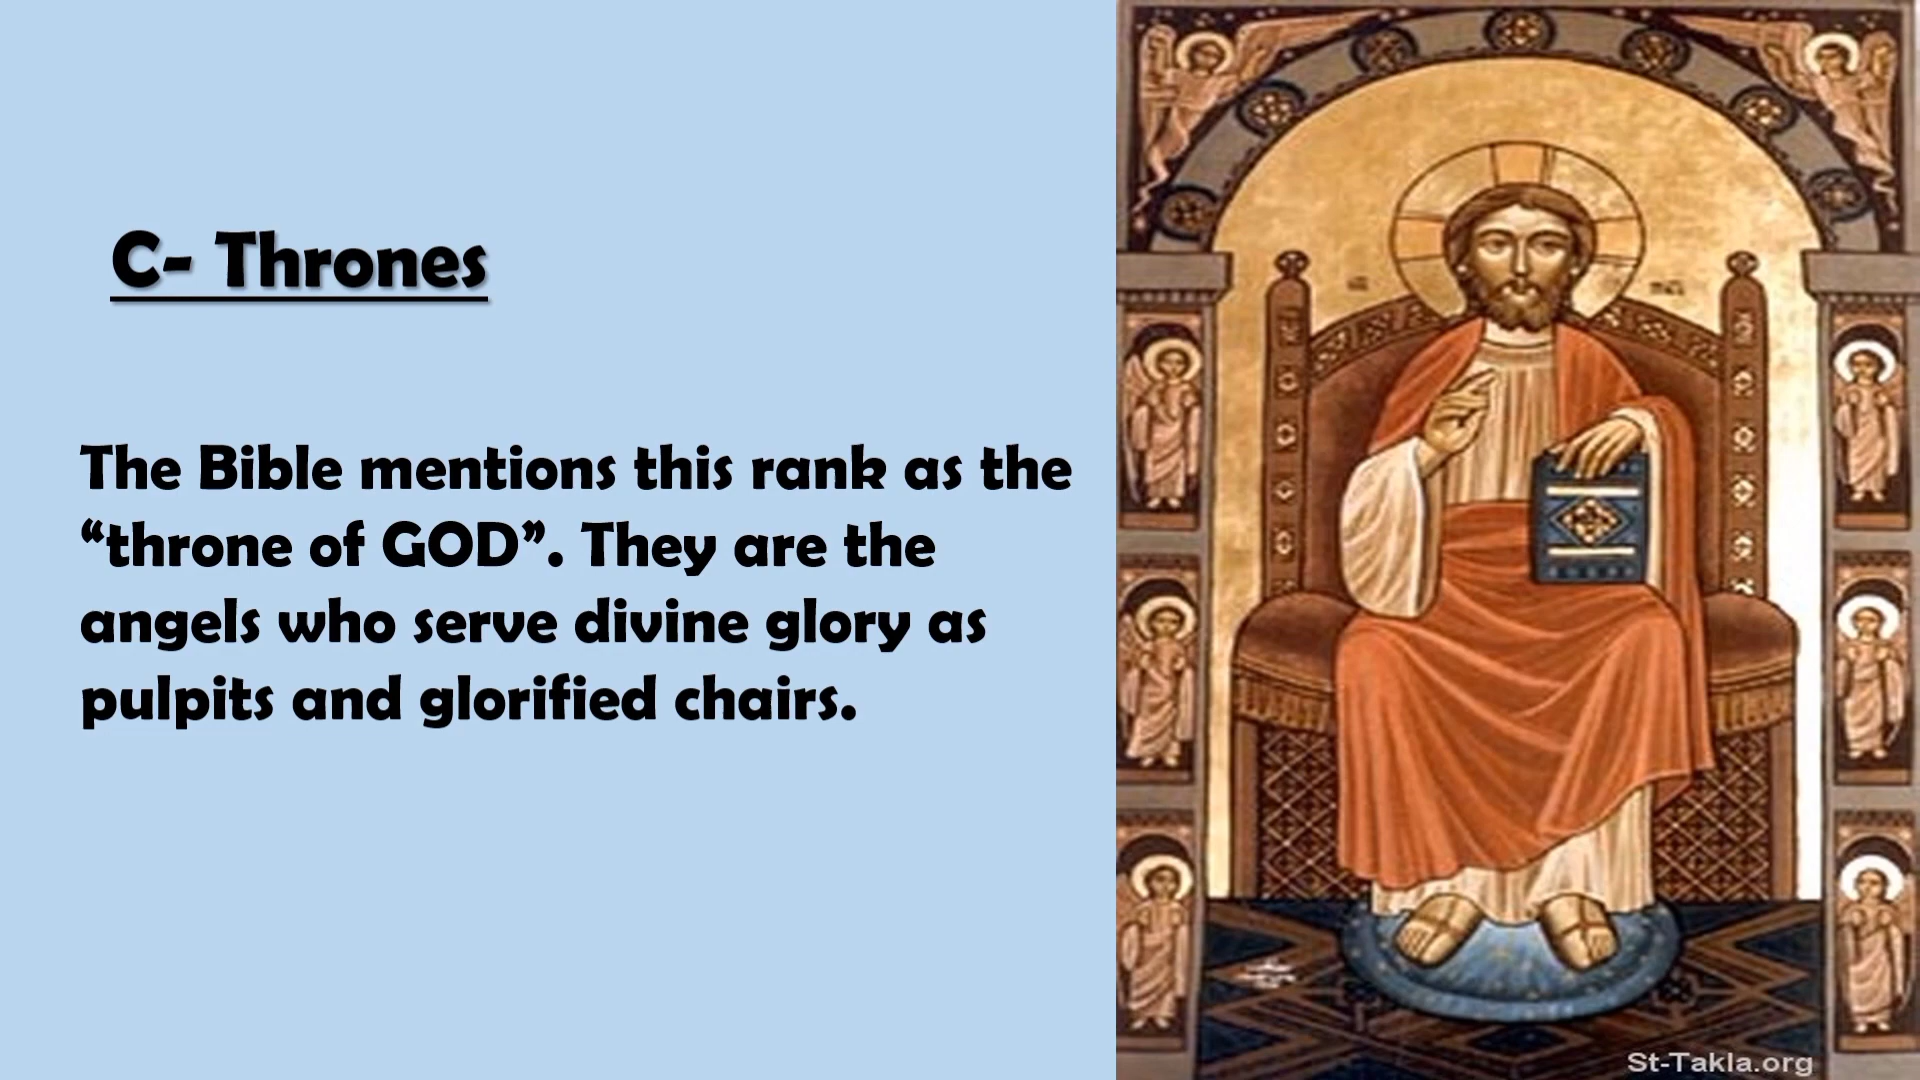 C- Thrones
The Bible mentions this rank as the
“throne of GOD”. They are the
angels who serve divine glory as
pulpits and glorified chairs.
St-Takla.org